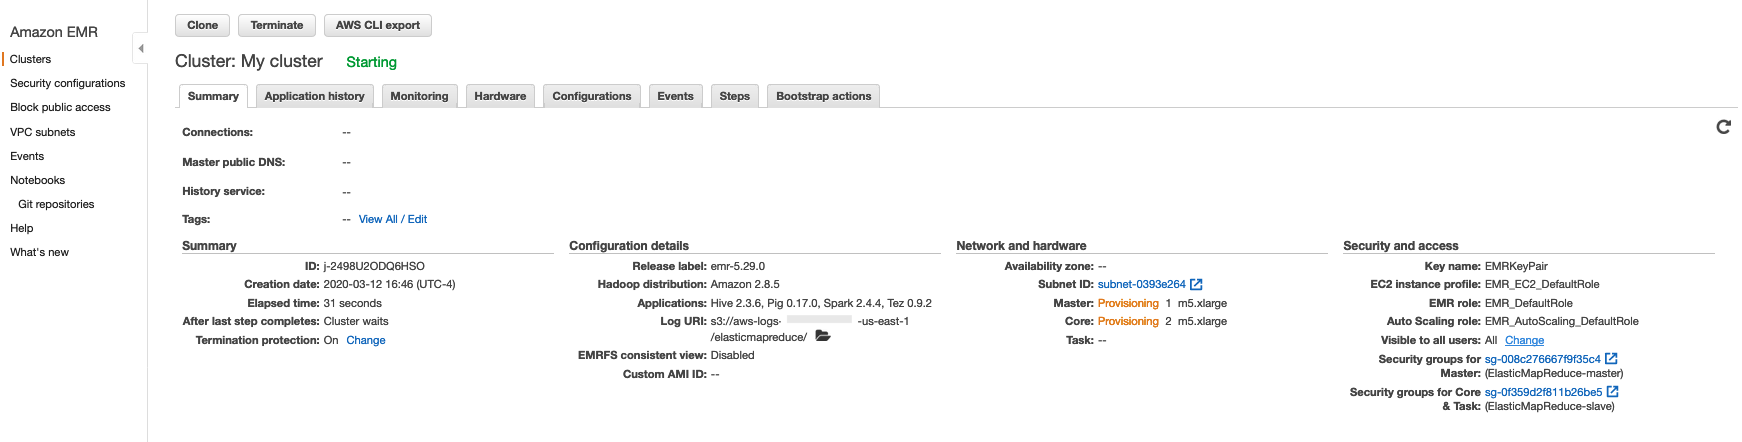 Amazon EMR
Clusters
Security configurations
Block public access
VPC subnets
Events
Notebooks
Git repositories
Help
What's new
Clone Terminate AWS CLI export
Cluster: My cluster Starting
Summary Application history Monitoring Hardware Configurations Events Steps Bootstrap actions
Connections: --
Master public DNS: --
History service: --
Tags: -- View All / Edit
Summary
ID: j-2498U2ODQ6HSO
Creation date: 2020-03-12 16:46 (UTC-4)
Elapsed time: 31 seconds
After last step completes: Cluster waits
Termination protection: On Change
Configuration details
Release label: emr-5.29.0
Hadoop distribution: Amazon 2.8.5
Applications: Hive 2.3.6, Pig 0.17.0, Spark 2.4.4, Tez 0.9.2
Log URI: s3://aws-logs- -us-east-1
/elasticmapreduce/
EMRFS consistent view: Disabled
Custom AMI ID: --
Network and hardware
Availability zone: --
Subnet ID: subnet-0393e264
Master: Provisioning 1 m5.xlarge
Core: Provisioning 2 m5.xlarge
Task: --
Security and access
Key name: EMRKeyPair
EC2 instance profile: EMR_EC2_DefaultRole
EMR role: EMR_DefaultRole
Auto Scaling role: EMR_AutoScaling_DefaultRole
Visible to all users: All Change
Security groups for sg-008c276667f9f35c4
Master: (ElasticMapReduce-master)
Security groups for Core sg-0f359d2f811b26be5
& Task: (ElasticMapReduce-slave)